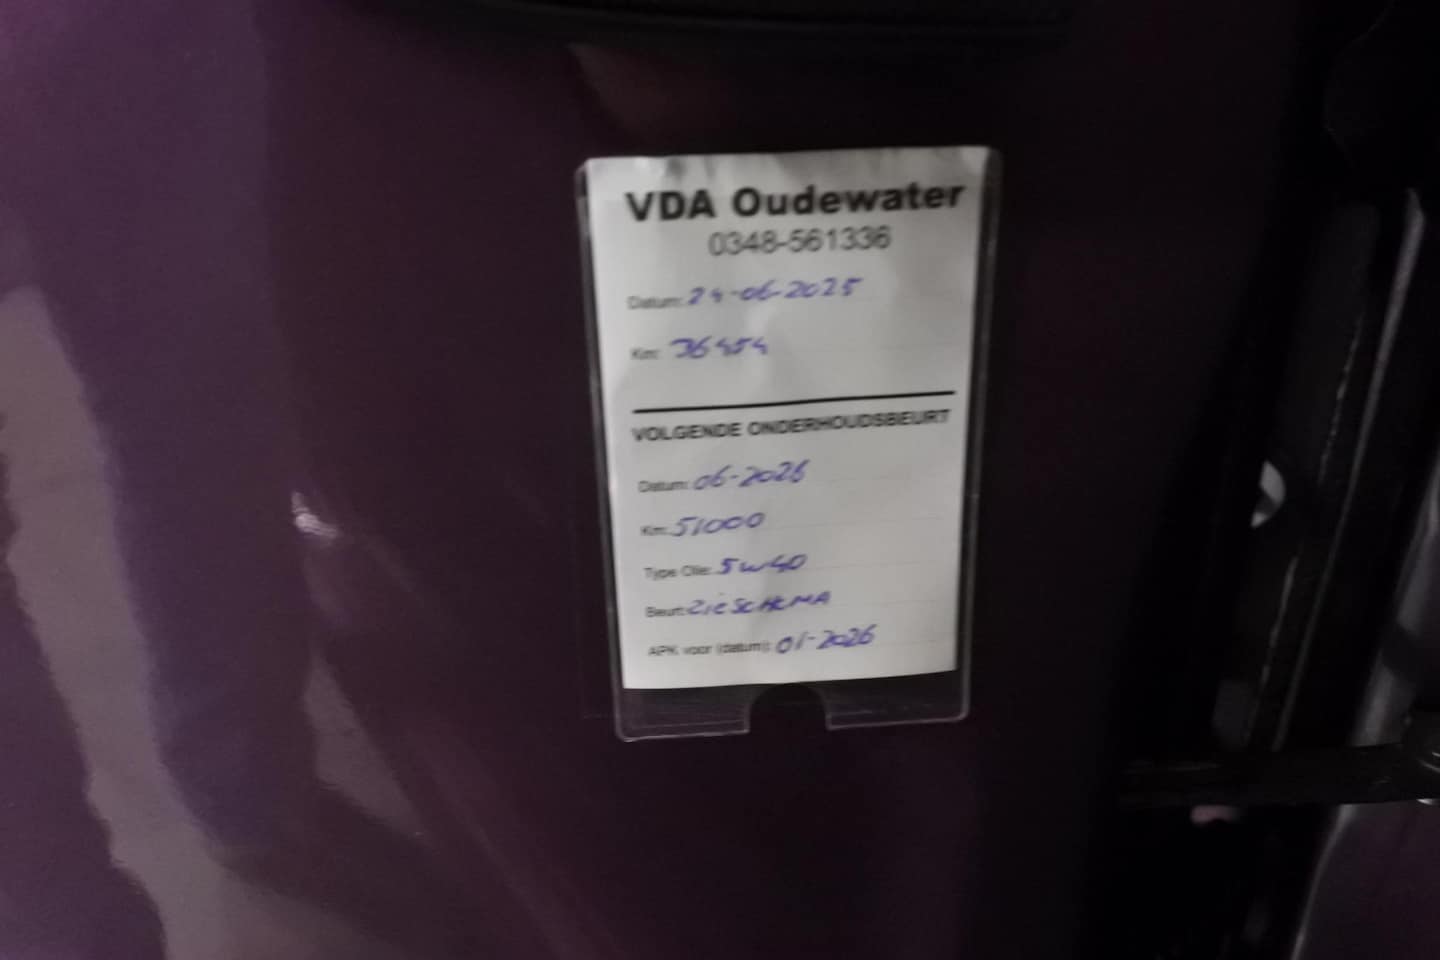 VDA Oudewater
0348-561336
Datum: 24-06-2025
Km: 36454
VOLGENDE ONDERHOUDSBEURT
Datum: 06-2026
Km: 51000
Type Olie: 5w40
Beurt: Zie SCHEMA
APK voor (datum): 01-2026